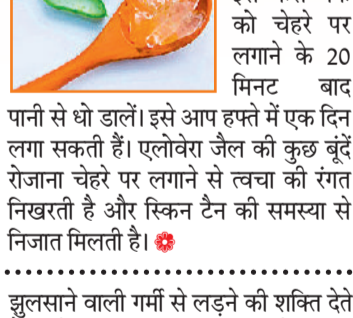 को चेहरे पर
लगाने के 20
मिनट बाद
पानी से धो डालें। इसे आप हफ्ते में एक दिन
लगा सकती हैं। एलोवेरा जैल की कुछ बूंदें
रोजाना चेहरे पर लगाने से त्वचा की रंगत
निखरती है और स्किन टैन की समस्या से
निजात मिलती है।
झुलसाने वाली गर्मी से लड़ने की शक्ति देते